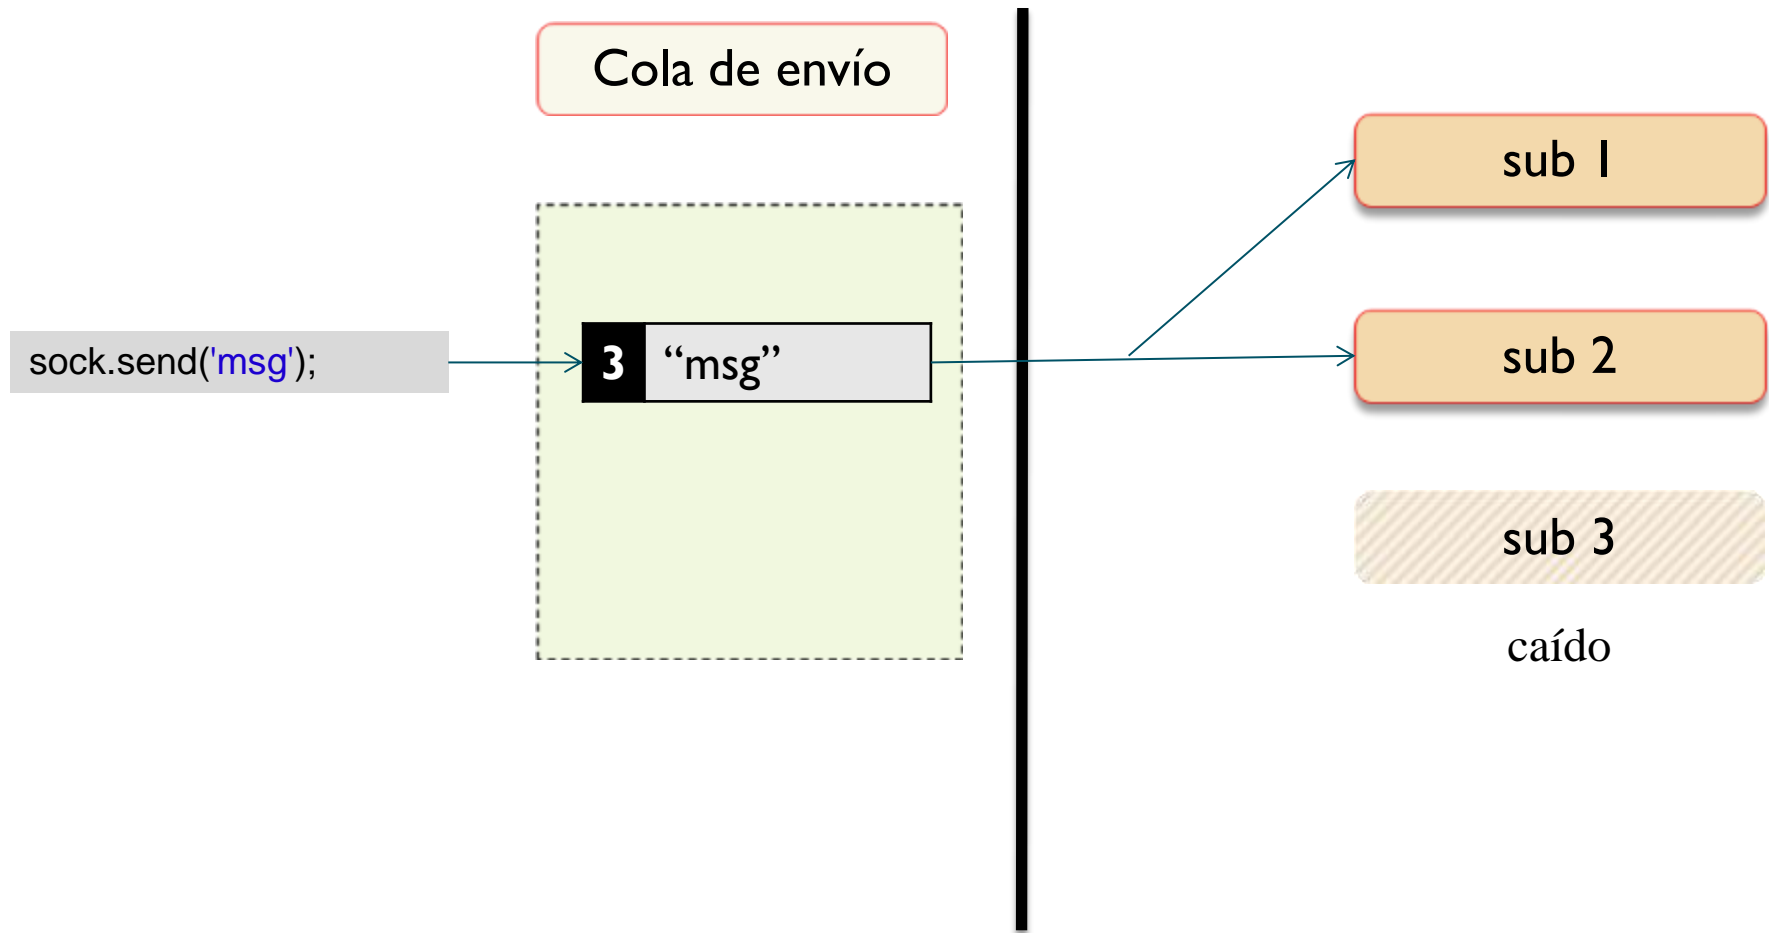 Cola de envío
sub 1
sock.send('msg');
3 “msg”
sub 2
sub 3
caído